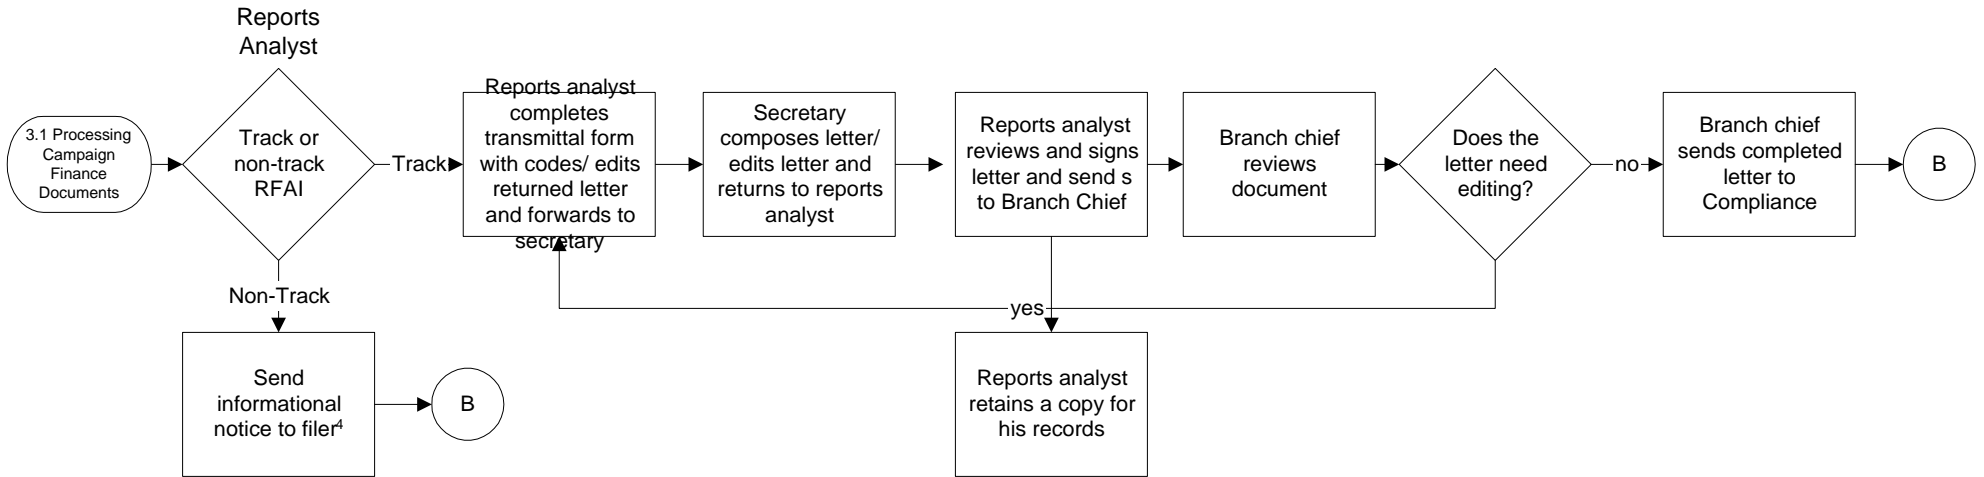 Reports
Analyst
3.1 Processing
Campaign
Finance
Documents
Track or
non-track
RFAI
Track
Reports analyst
completes
transmittal form
with codes/ edits
returned letter
and forwards to
secretary
Secretary
composes letter/
edits letter and
returns to reports
analyst
Reports analyst
reviews and signs
letter and send s
to Branch Chief
Branch chief
reviews
document
Does the
letter need
editing?
no
Branch chief
sends completed
letter to
Compliance
B
Non-Track
yes
Send
informational
notice to filer⁴
B
Reports analyst
retains a copy for
his records